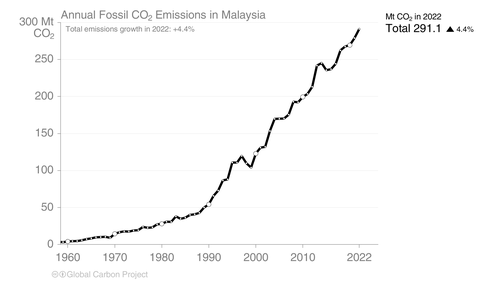 Annual Fossil CO₂ Emissions in Malaysia
Total emissions growth in 2022: +4.4%
Mt CO₂ in 2022
Total 291.1 ▲ 4.4%
300 Mt
CO₂
250
200
150
100
50
0
1960 1970 1980 1990 2000 2010 2022
Global Carbon Project